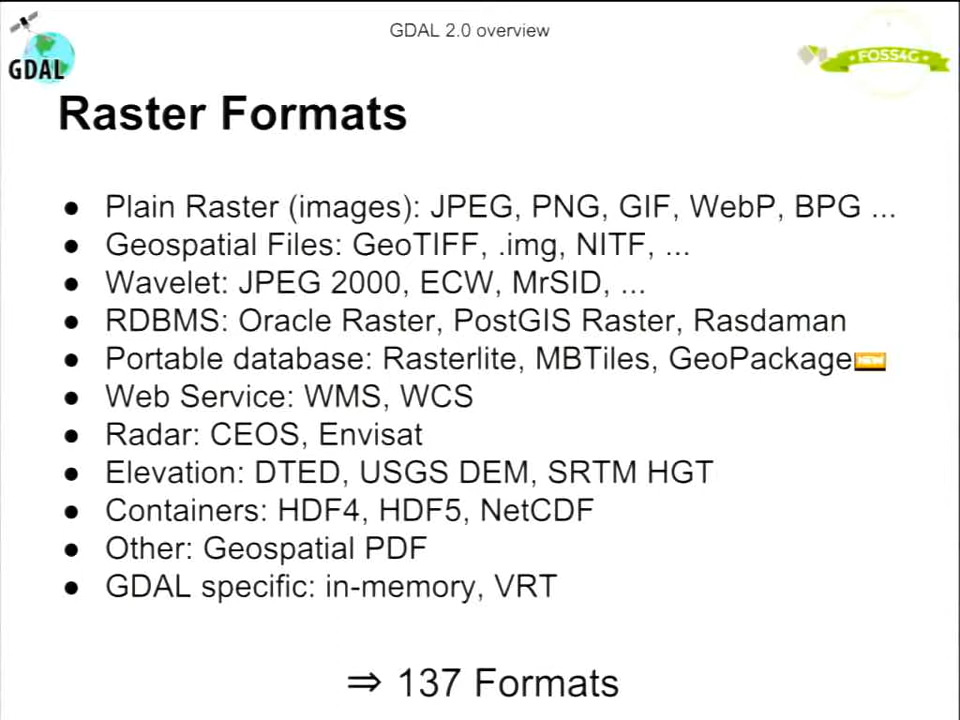 GDAL 2.0 overview
GDAL
FOSS4G
Raster Formats
● Plain Raster (images): JPEG, PNG, GIF, WebP, BPG ...
● Geospatial Files: GeoTIFF, .img, NITF, ...
● Wavelet: JPEG 2000, ECW, MrSID, ...
● RDBMS: Oracle Raster, PostGIS Raster, Rasdaman
● Portable database: Rasterlite, MBTiles, GeoPackage NEW
● Web Service: WMS, WCS
● Radar: CEOS, Envisat
● Elevation: DTED, USGS DEM, SRTM HGT
● Containers: HDF4, HDF5, NetCDF
● Other: Geospatial PDF
● GDAL specific: in-memory, VRT
⇒ 137 Formats